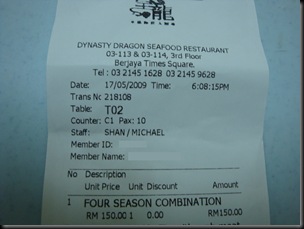 龍
DYNASTY DRAGON SEAFOOD RESTAURANT
03-113 & 03-114, 3rd Floor
Berjaya Times Square.
Tel : 03 2145 1628 03 2145 9628
Date: 17/05/2009 Time: 6:08:15PM
Trans No 218108
Table: T02
Counter: C1 Pax: 10
Staff: SHAN / MICHAEL
Member ID:
Member Name:
No Description
Unit Price Unit Discount Amount
1 FOUR SEASON COMBINATION
RM 150.00 1 0.00 RM150.00